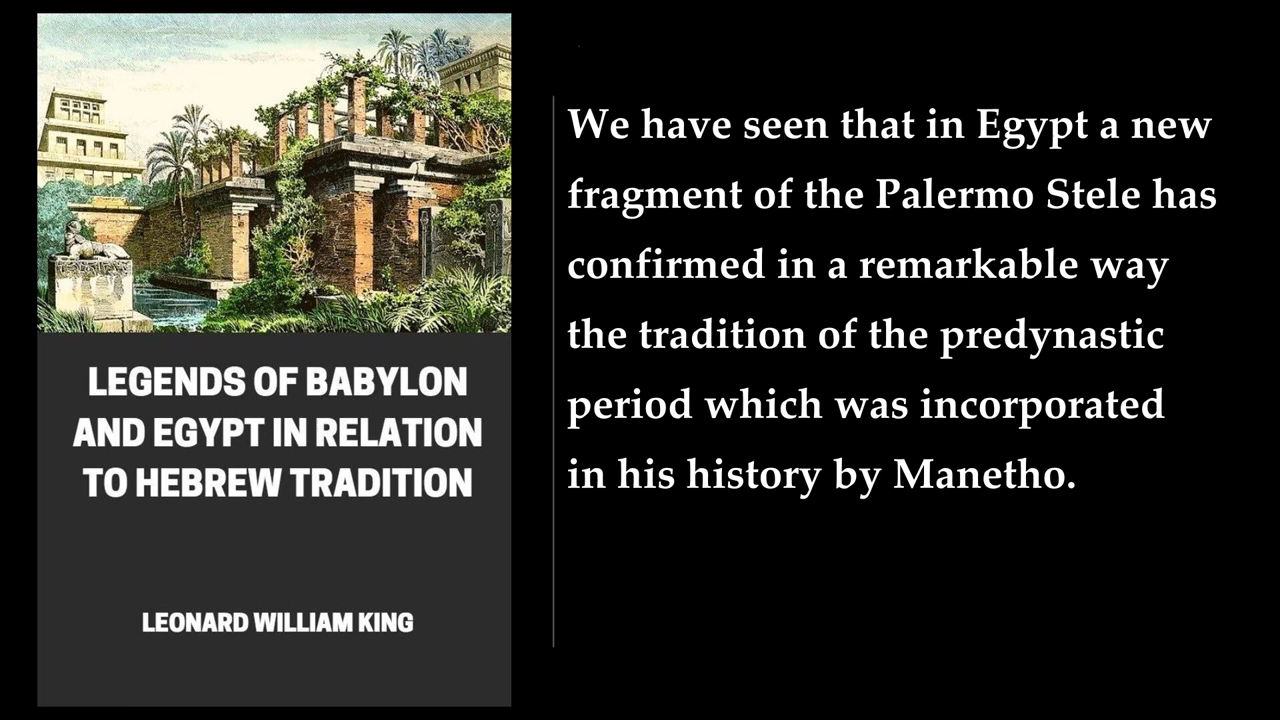 LEGENDS OF BABYLON
AND EGYPT IN RELATION
TO HEBREW TRADITION
LEONARD WILLIAM KING
We have seen that in Egypt a new
fragment of the Palermo Stele has
confirmed in a remarkable way
the tradition of the predynastic
period which was incorporated
in his history by Manetho.